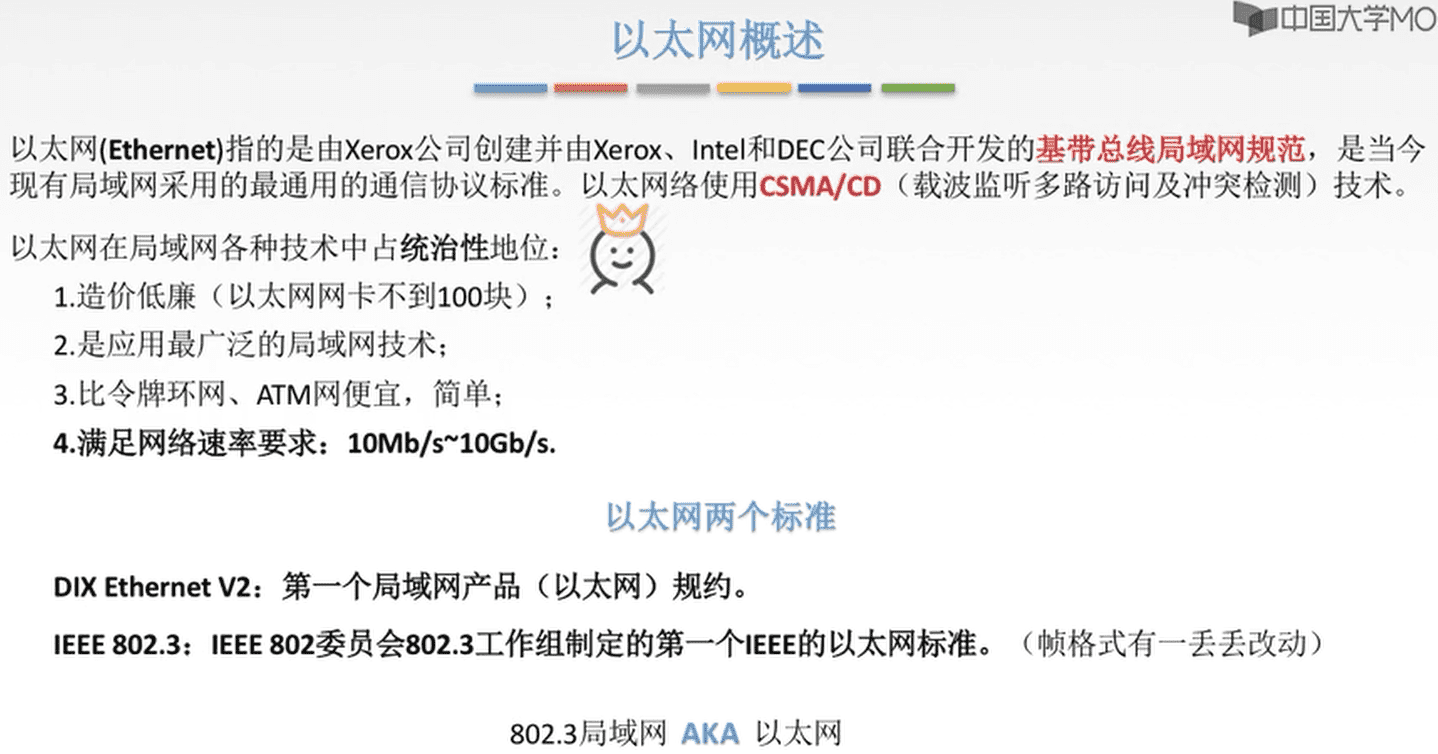 中国大学MO
以太网概述
以太网(Ethernet)指的是由Xerox公司创建并由Xerox、Intel和DEC公司联合开发的基带总线局域网规范，是当今
现有局域网采用的最通用的通信协议标准。以太网络使用CSMA/CD（载波监听多路访问及冲突检测）技术。
以太网在局域网各种技术中占统治性地位：
1.造价低廉（以太网网卡不到100块）；
2.是应用最广泛的局域网技术；
3.比令牌环网、ATM网便宜，简单；
4.满足网络速率要求：10Mb/s~10Gb/s.
以太网两个标准
DIX Ethernet V2：第一个局域网产品（以太网）规约。
IEEE 802.3：IEEE 802委员会802.3工作组制定的第一个IEEE的以太网标准。（帧格式有一丢丢改动）
802.3局域网 AKA 以太网